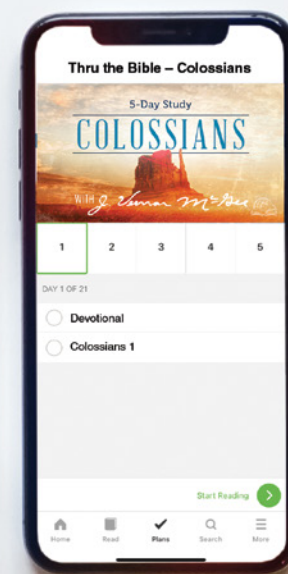 Thru the Bible – Colossians
5-Day Study
COLOSSIANS
WITH J. Vernon McGee
1 2 3 4 5
DAY 1 OF 21
Devotional
Colossians 1
Start Reading
Home Read Plans Search More